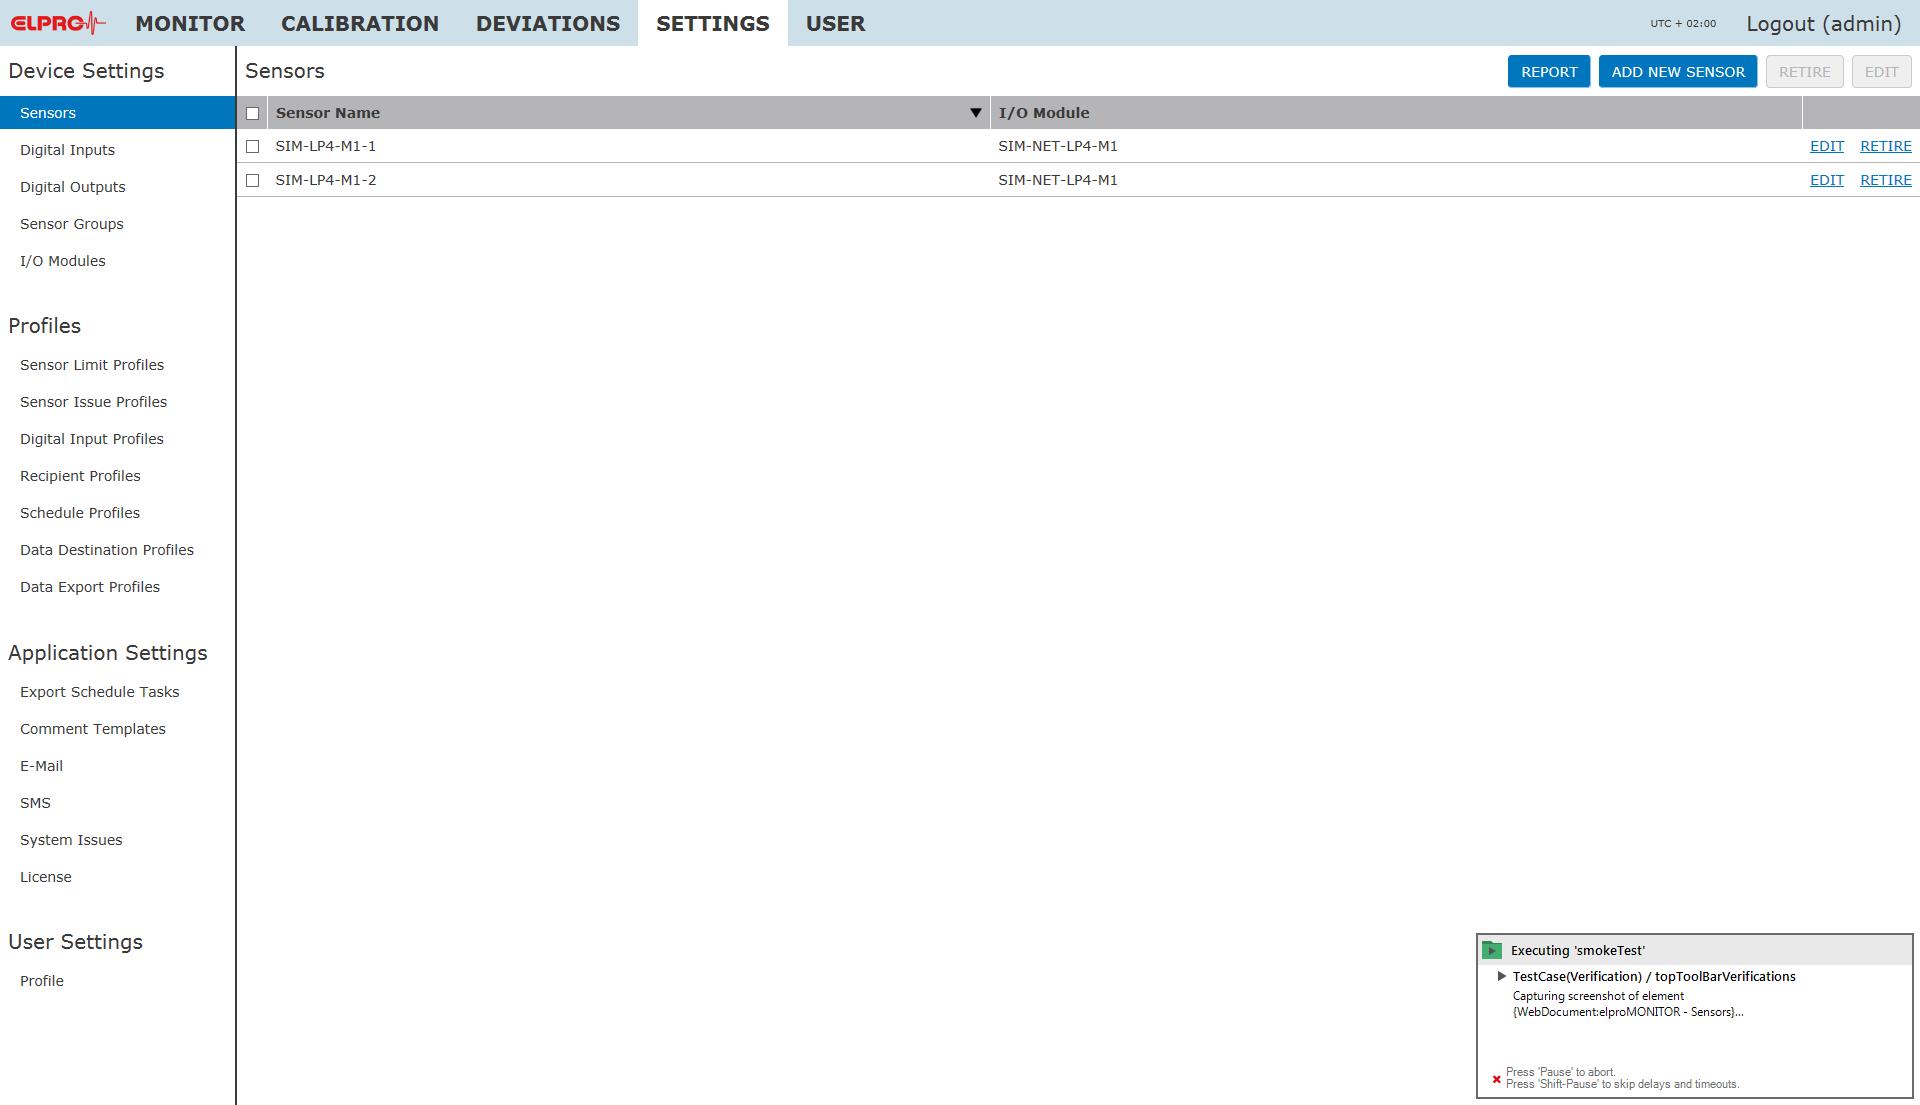 ELPRO MONITOR CALIBRATION DEVIATIONS SETTINGS USER UTC + 02:00 Logout (admin)
Device Settings
Sensors
Digital Inputs
Digital Outputs
Sensor Groups
I/O Modules
Profiles
Sensor Limit Profiles
Sensor Issue Profiles
Digital Input Profiles
Recipient Profiles
Schedule Profiles
Data Destination Profiles
Data Export Profiles
Application Settings
Export Schedule Tasks
Comment Templates
E-Mail
SMS
System Issues
License
User Settings
Profile
Sensors REPORT ADD NEW SENSOR RETIRE EDIT
Sensor Name I/O Module
SIM-LP4-M1-1 SIM-NET-LP4-M1 EDIT RETIRE
SIM-LP4-M1-2 SIM-NET-LP4-M1 EDIT RETIRE
Executing 'smokeTest'
TestCase(Verification) / topToolBarVerifications
Capturing screenshot of element
{WebDocument:elproMONITOR - Sensors}...
Press 'Pause' to abort.
Press 'Shift-Pause' to skip delays and timeouts.